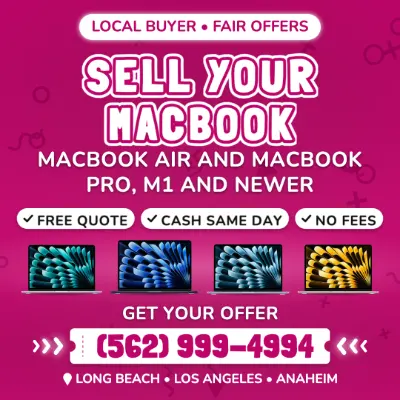 LOCAL BUYER • FAIR OFFERS
SELL YOUR
MACBOOK
MACBOOK AIR AND MACBOOK
PRO, M1 AND NEWER
✓ FREE QUOTE ✓ CASH SAME DAY ✓ NO FEES
GET YOUR OFFER
››› (562) 999-4994 ‹‹‹
LONG BEACH • LOS ANGELES • ANAHEIM